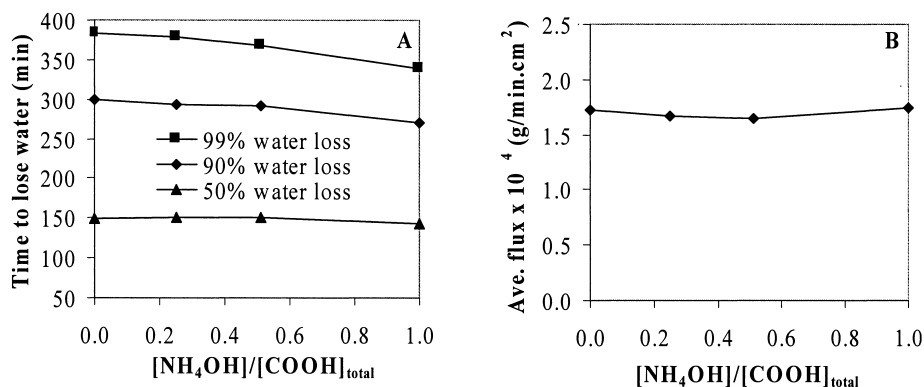 A
Time to lose water (min)
400
350
300
250
200
150
100
50
99% water loss
90% water loss
50% water loss
0.0 0.2 0.4 0.6 0.8 1.0
[NH4OH]/[COOH]total
B
Ave. flux x 10 4 (g/min.cm2)
2.5
2.0
1.5
1.0
0.5
0.0
0.0 0.2 0.4 0.6 0.8 1.0
[NH4OH]/[COOH]total